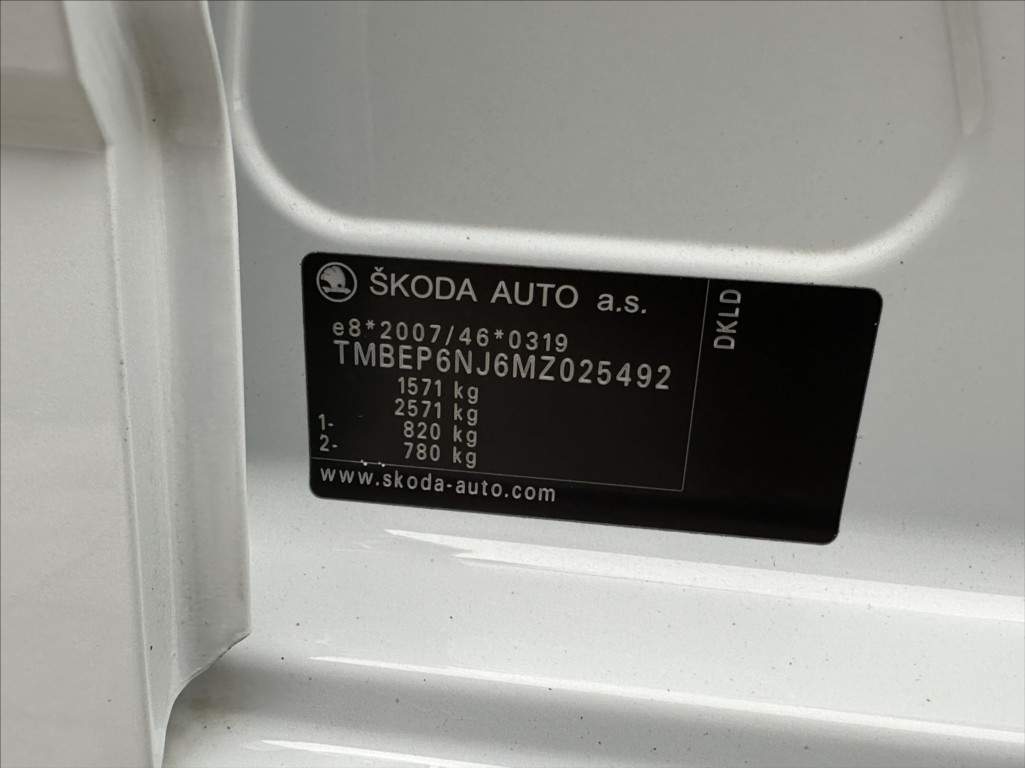 ŠKODA AUTO a.s.
e8*2007/46*0319
TMBEP6NJ6MZ025492
1571 kg
2571 kg
1- 820 kg
2- 780 kg
www.skoda-auto.com
DKLD